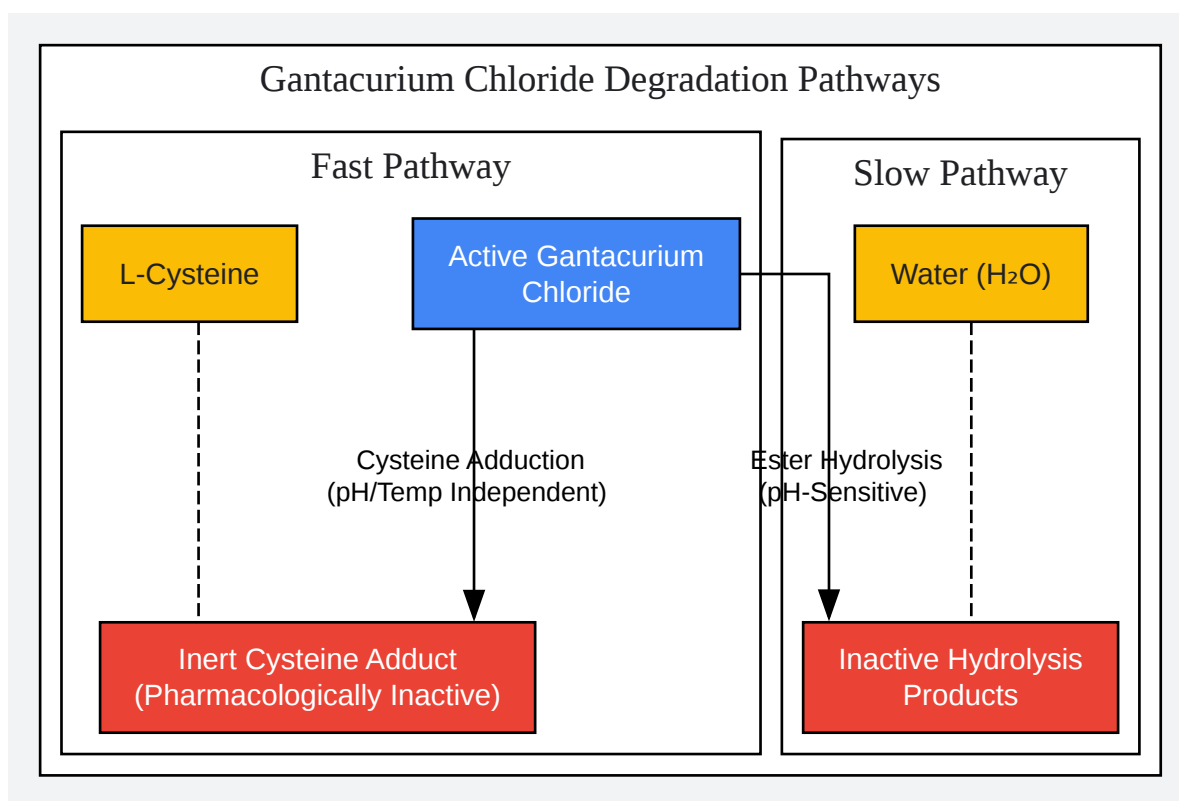 Gantacurium Chloride Degradation Pathways
Fast Pathway
L-Cysteine
Active Gantacurium
Chloride
Cysteine Adduction
(pH/Temp Independent)
Inert Cysteine Adduct
(Pharmacologically Inactive)
Slow Pathway
Water (H₂O)
Ester Hydrolysis
(pH-Sensitive)
Inactive Hydrolysis
Products